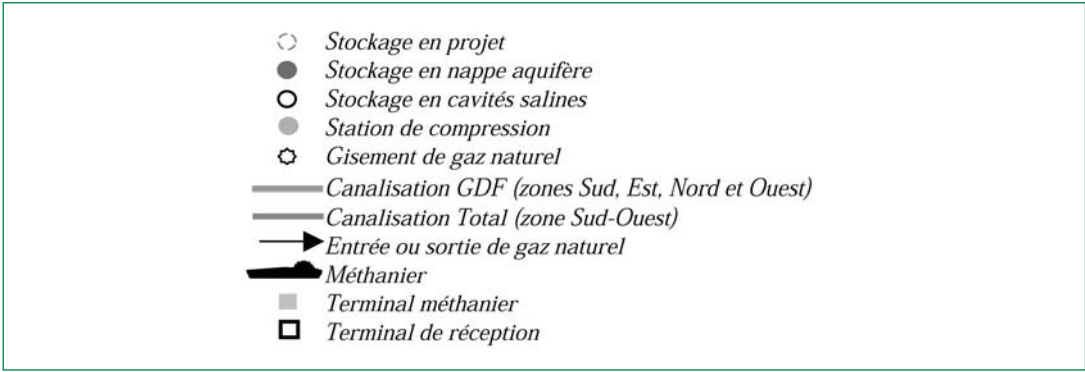 Stockage en projet
Stockage en nappe aquifère
Stockage en cavités salines
Station de compression
Gisement de gaz naturel
Canalisation GDF (zones Sud, Est, Nord et Ouest)
Canalisation Total (zone Sud-Ouest)
Entrée ou sortie de gaz naturel
Méthanier
Terminal méthanier
Terminal de réception